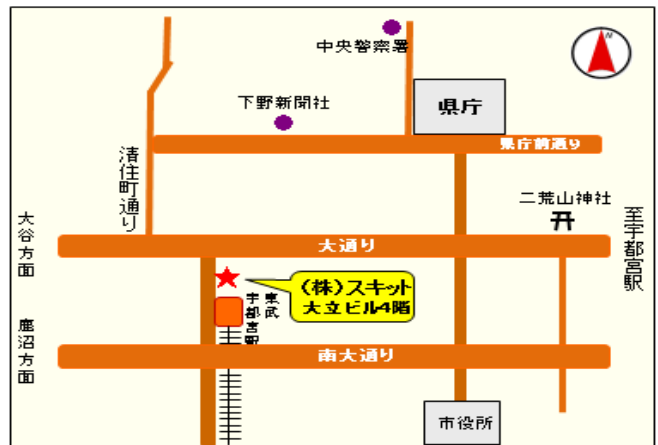 中央警察署
N
下野新聞社
県庁
県庁前通り
清住町通り
二荒山神社
大谷方面
大通り
至宇都宮駅
(株)スキット
大立ビル4階
東武
宇都宮駅
鹿沼方面
南大通り
市役所